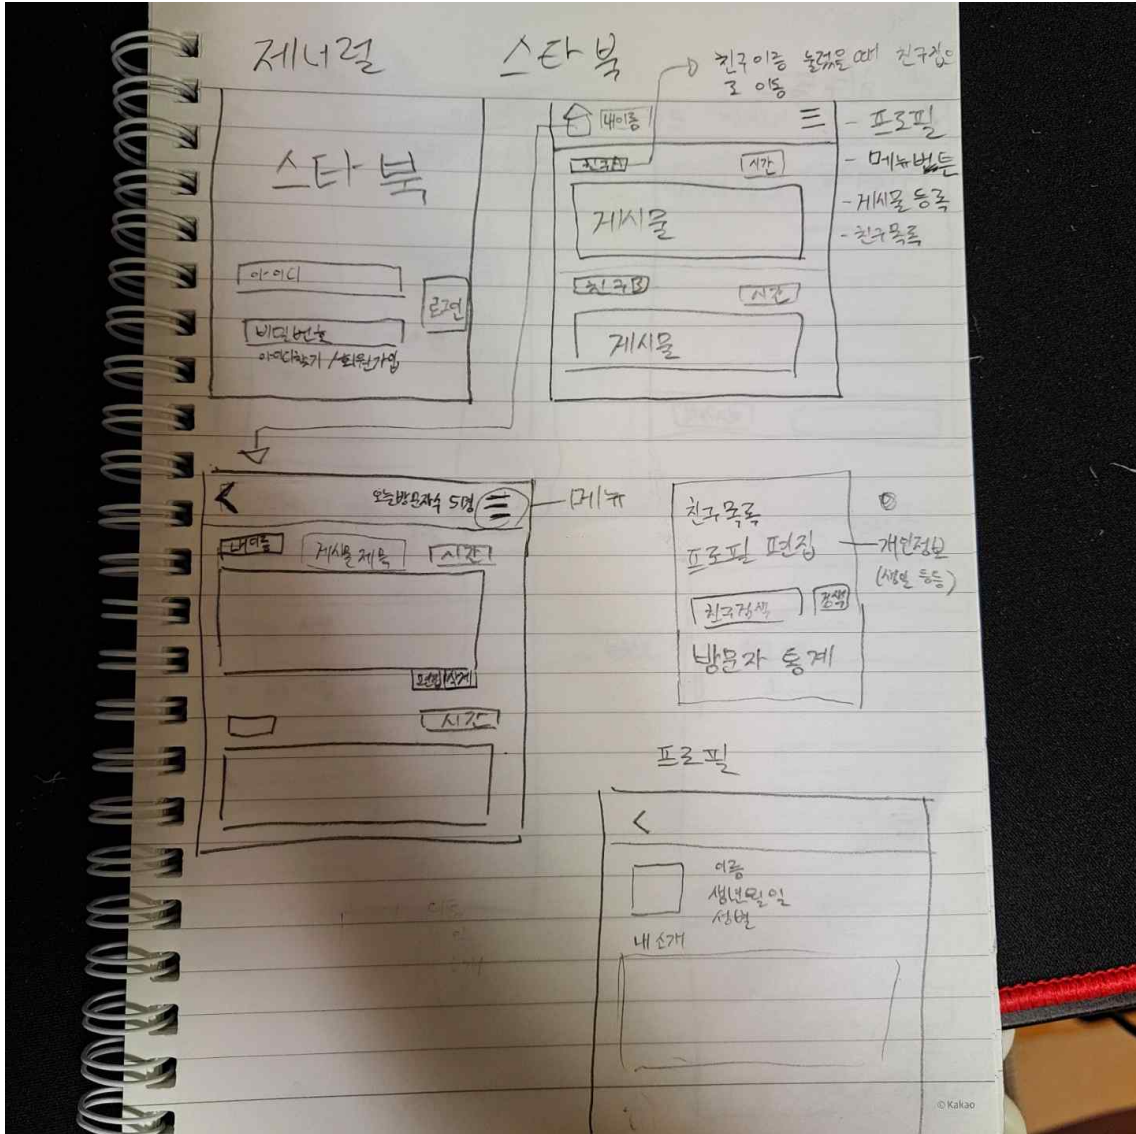 제너럴 스타북
친구이름 눌렀을때 친구집으
로 이동
스타북
아이디
로그인
비밀번호
아이디찾기 / 회원가입
내이름
- 프로필
- 메뉴버튼
- 게시물 등록
- 친구목록
친구A
시간
게시물
친구B
시간
게시물
오늘방문자수 5명
메뉴
내이름
게시물 제목
시간
편집
삭제
시간
친구목록
프로필 편집
개인정보
(생일 등등)
친구검색
검색
방문자 통계
프로필
이름
생년월일
성별
내 소개
© Kakao